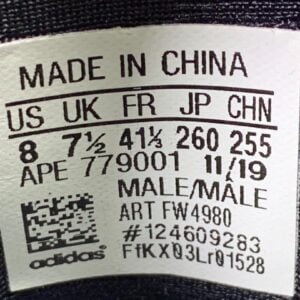 MADE IN CHINA
US UK FR JP CHN
8 7½ 41⅓ 260 255
APE 779001 11/19
MALE/MÂLE
ART FW4980
#124609283
adidas FfKX03Lr01528